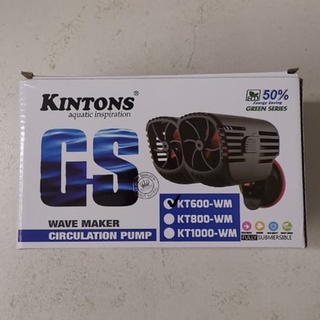 KINTONS®
aquatic inspiration
50%
Energy Saving
GREEN SERIES
GS
WAVE MAKER
CIRCULATION PUMP
KT600-WM
KT800-WM
KT1000-WM
FULLY SUBMERSIBLE